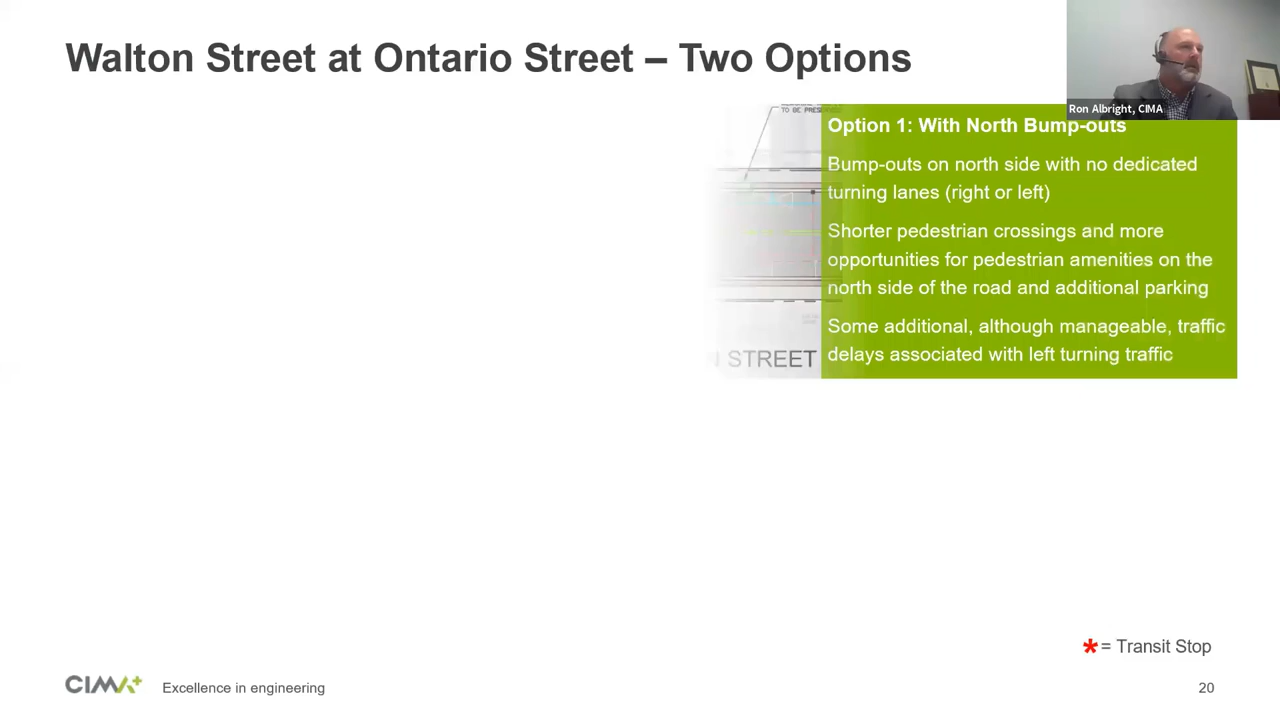 Walton Street at Ontario Street – Two Options
Ron Albright, CIMA
TO BE
Option 1: With North Bump-outs
Bump-outs on north side with no dedicated
turning lanes (right or left)
Shorter pedestrian crossings and more
opportunities for pedestrian amenities on the
north side of the road and additional parking
Some additional, although manageable, traffic
delays associated with left turning traffic
STREET
* = Transit Stop
CIMA+
Excellence in engineering
20